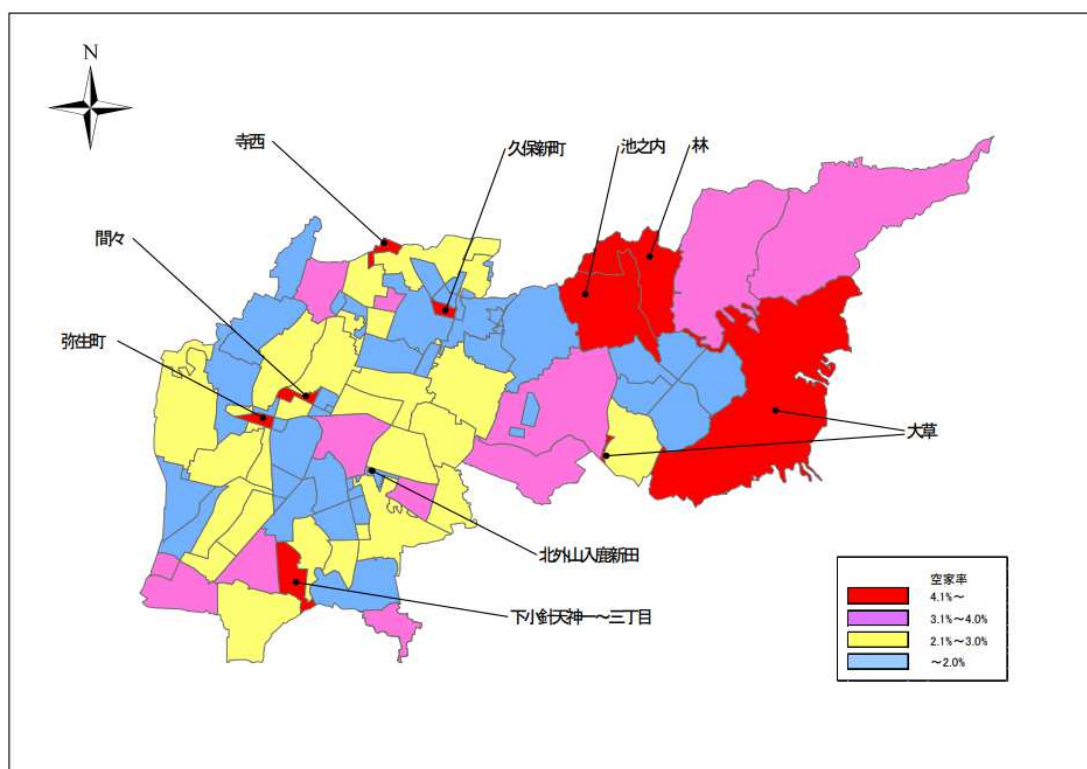 N
寺西
久保新町
池之内
林
間々
弥生町
大草
北外山入鹿新田
下小針天神一～三丁目
空家率
4.1%～
3.1%～4.0%
2.1%～3.0%
～2.0%